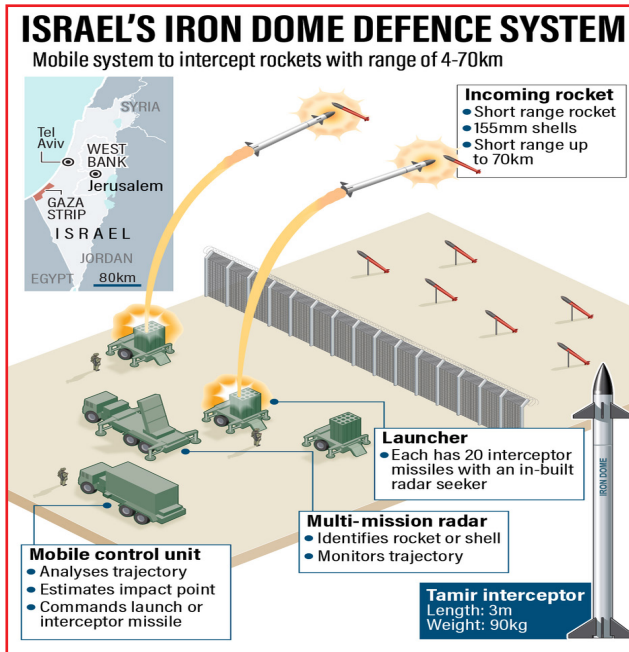 ISRAEL'S IRON DOME DEFENCE SYSTEM
Mobile system to intercept rockets with range of 4-70km
SYRIA
Tel
Aviv
WEST
BANK
Jerusalem
GAZA
STRIP
ISRAEL
JORDAN
EGYPT
80km
Incoming rocket
• Short range rocket
• 155mm shells
• Short range up
to 70km
Launcher
• Each has 20 interceptor
missiles with an in-built
radar seeker
Multi-mission radar
• Identifies rocket or shell
• Monitors trajectory
Mobile control unit
• Analyses trajectory
• Estimates impact point
• Commands launch or
interceptor missile
IRON DOME
Tamir interceptor
Length: 3m
Weight: 90kg